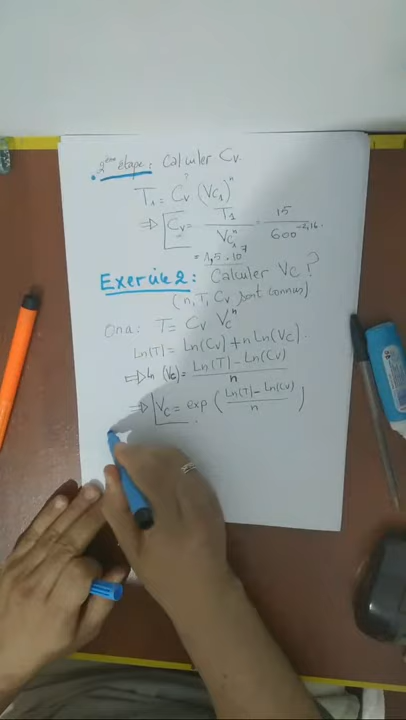 2ème étape: Calculer Cv.
?
T1 = Cv (Vc1)^n
=> Cv = T1 / Vc1^n = 15 / 600^-2,16
= 1,5 . 10^7
Exercice 2: Calculer Vc?
(n, T, Cv sont connus)
On a: T = Cv Vc^n
Ln(T) = Ln(Cv) + n Ln(Vc).
=> Ln (Vc) = Ln(T) - Ln(Cv) / n
=> Vc = exp ( Ln(T) - Ln(Cv) / n )